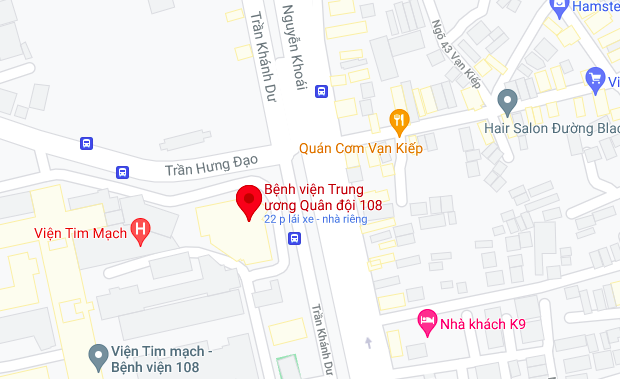 Hamste
Trần Khánh Dư
Nguyễn Khoái
Ngõ 43 Vạn Kiếp
Vi
Hair Salon Đường Blac
Quán Cơm Vạn Kiếp
Trần Hưng Đạo
Bệnh viện Trung
ương Quân đội 108
22 p lái xe - nhà riêng
Viện Tim Mạch
H
Trần Khánh Dư
Nhà khách K9
Viện Tim mạch -
Bệnh viện 108